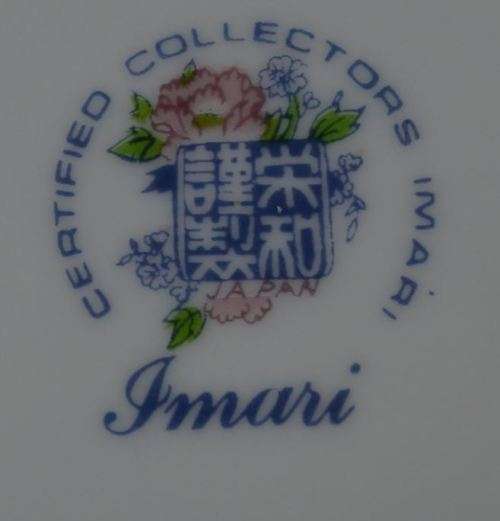 CERTIFIED COLLECTORS IMARI
栄和
謹製
JAPAN
Imari